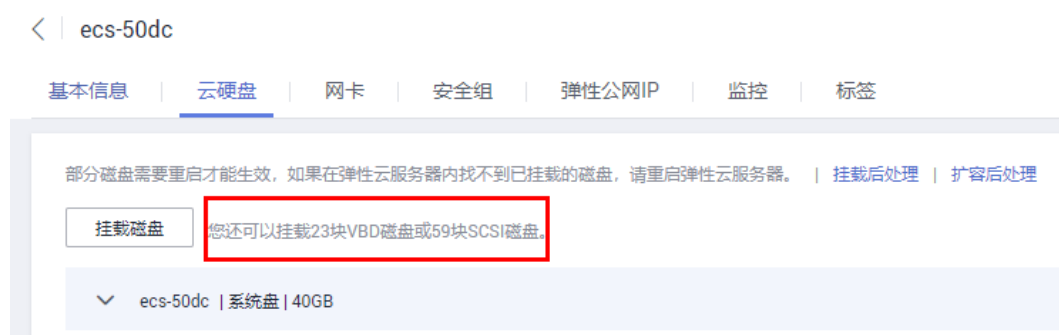 ecs-50dc
基本信息 云硬盘 网卡 安全组 弹性公网IP 监控 标签
部分磁盘需要重启才能生效，如果在弹性云服务器内找不到已挂载的磁盘，请重启弹性云服务器。 | 挂载后处理 | 扩容后处理
挂载磁盘 您还可以挂载23块VBD磁盘或59块SCSI磁盘。
ecs-50dc | 系统盘 | 40GB